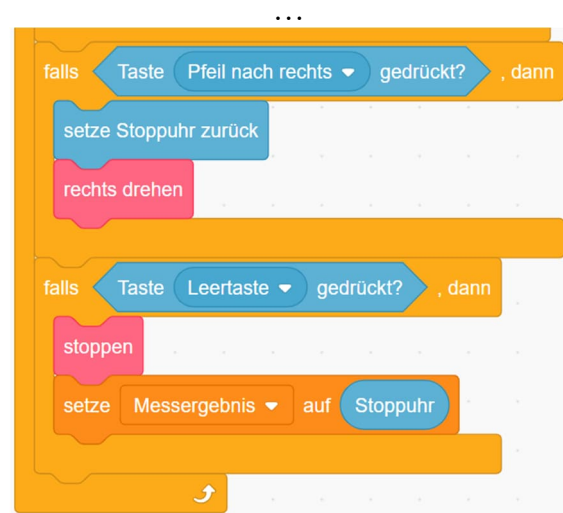 ...
falls Taste Pfeil nach rechts gedrückt? , dann
setze Stoppuhr zurück
rechts drehen
falls Taste Leertaste gedrückt? , dann
stoppen
setze Messergebnis auf Stoppuhr